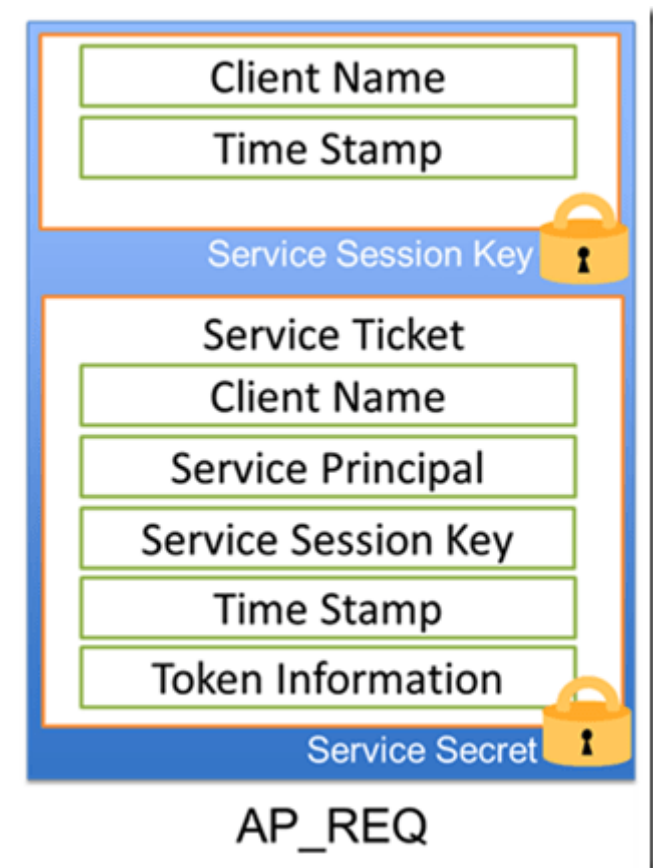 Client Name
Time Stamp
Service Session Key
Service Ticket
Client Name
Service Principal
Service Session Key
Time Stamp
Token Information
Service Secret
AP_REQ